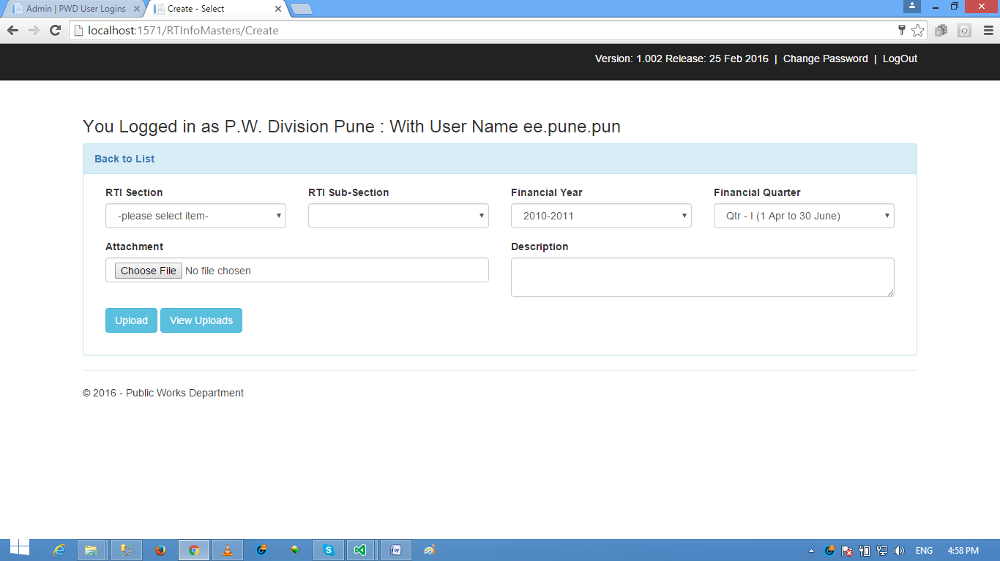 Admin | PWD User Logins
Create - Select
localhost:1571/RTInfoMasters/Create
Version: 1.002 Release: 25 Feb 2016 | Change Password | LogOut
You Logged in as P.W. Division Pune : With User Name ee.pune.pun
Back to List
RTI Section RTI Sub-Section Financial Year Financial Quarter
-please select item- 2010-2011 Qtr - I (1 Apr to 30 June)
Attachment Description
Choose File No file chosen
Upload View Uploads
© 2016 - Public Works Department
ENG 4:58 PM